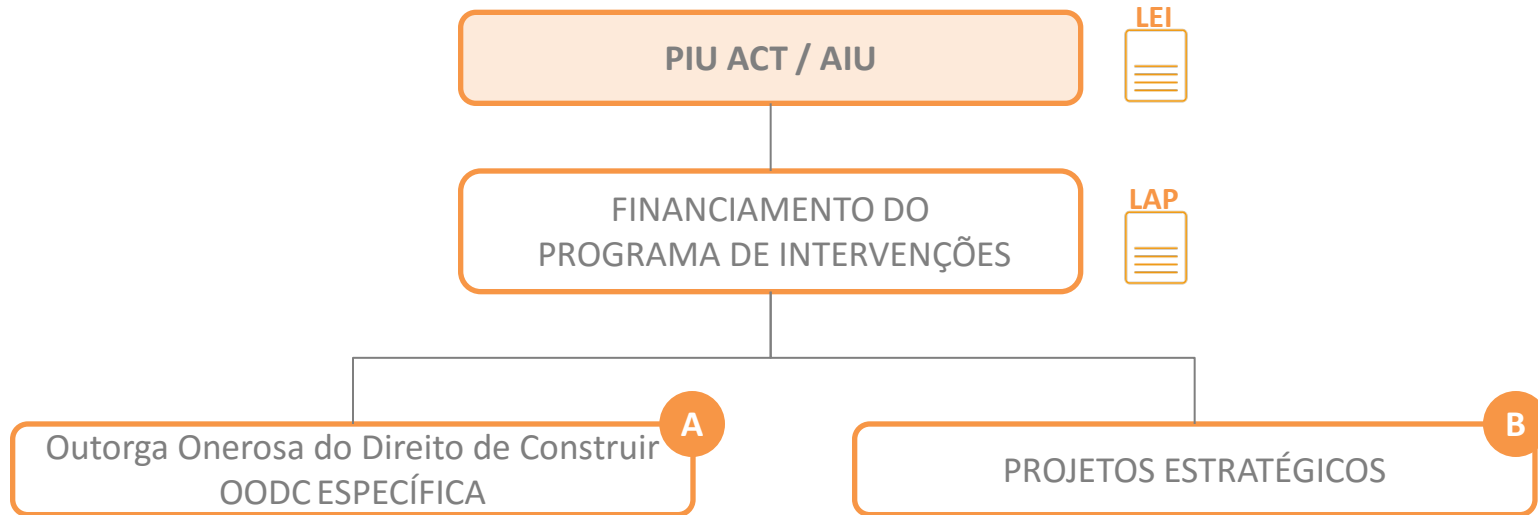 LEI
PIU ACT / AIU
FINANCIAMENTO DO
PROGRAMA DE INTERVENÇÕES
LAP
A
Outorga Onerosa do Direito de Construir
OODC ESPECÍFICA
B
PROJETOS ESTRATÉGICOS